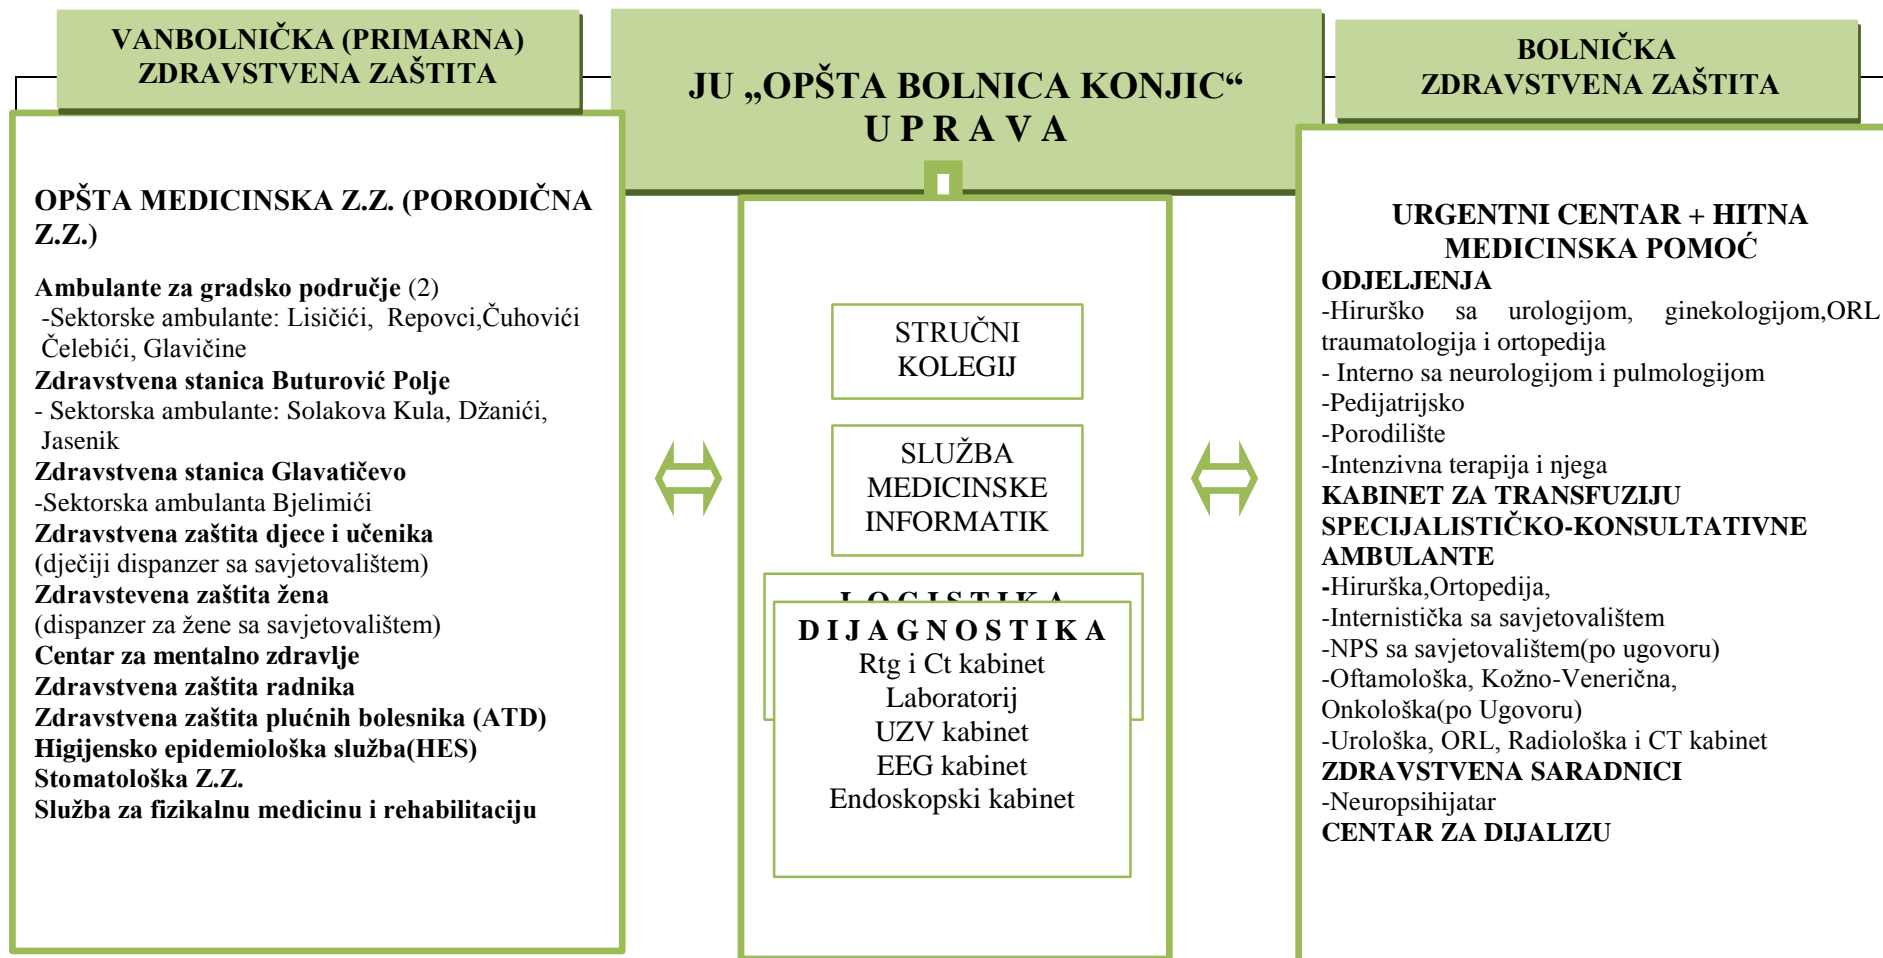 VANBOLNIČKA (PRIMARNA)
ZDRAVSTVENA ZAŠTITA
JU „OPŠTA BOLNICA KONJIC“
U P R A V A
BOLNIČKA
ZDRAVSTVENA ZAŠTITA
OPŠTA MEDICINSKA Z.Z. (PORODIČNA
Z.Z.)
Ambulante za gradsko područje (2)
-Sektorske ambulante: Lisičići, Repovci,Čuhovići
Čelebići, Glavičine
Zdravstvena stanica Buturović Polje
- Sektorska ambulante: Solakova Kula, Džanići,
Jasenik
Zdravstvena stanica Glavatičevo
-Sektorska ambulanta Bjelimići
Zdravstvena zaštita djece i učenika
(dječiji dispanzer sa savjetovalištem)
Zdravstevena zaštita žena
(dispanzer za žene sa savjetovalištem)
Centar za mentalno zdravlje
Zdravstvena zaštita radnika
Zdravstvena zaštita plućnih bolesnika (ATD)
Higijensko epidemiološka služba(HES)
Stomatološka Z.Z.
Služba za fizikalnu medicinu i rehabilitaciju
STRUČNI
KOLEGIJ
SLUŽBA
MEDICINSKE
INFORMATIK
L O G I S T I K A
D I J A G N O S T I K A
Rtg i Ct kabinet
Laboratorij
UZV kabinet
EEG kabinet
Endoskopski kabinet
URGENTNI CENTAR + HITNA
MEDICINSKA POMOĆ
ODJELJENJA
-Hirurško sa urologijom, ginekologijom,ORL
traumatologija i ortopedija
- Interno sa neurologijom i pulmologijom
-Pedijatrijsko
-Porodilište
-Intenzivna terapija i njega
KABINET ZA TRANSFUZIJU
SPECIJALISTIČKO-KONSULTATIVNE
AMBULANTE
-Hirurška,Ortopedija,
-Internistička sa savjetovalištem
-NPS sa savjetovalištem(po ugovoru)
-Oftamološka, Kožno-Venerična,
Onkološka(po Ugovoru)
-Urološka, ORL, Radiološka i CT kabinet
ZDRAVSTVENA SARADNICI
-Neuropsihijatar
CENTAR ZA DIJALIZU